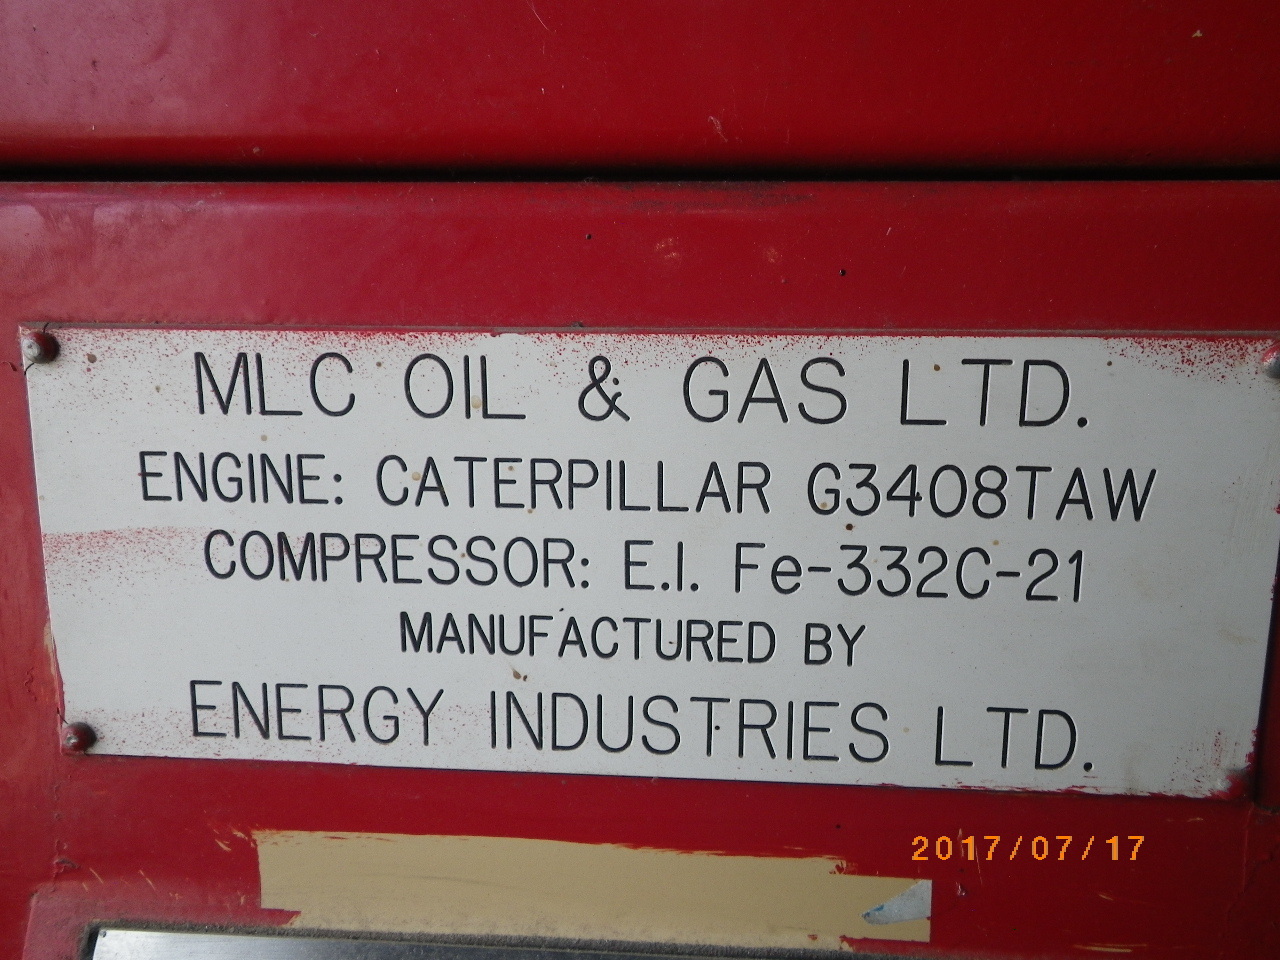 MLC OIL & GAS LTD.
ENGINE: CATERPILLAR G3408TAW
COMPRESSOR: E.I. Fe-332C-21
MANUFACTURED BY
ENERGY INDUSTRIES LTD.
2017/07/17